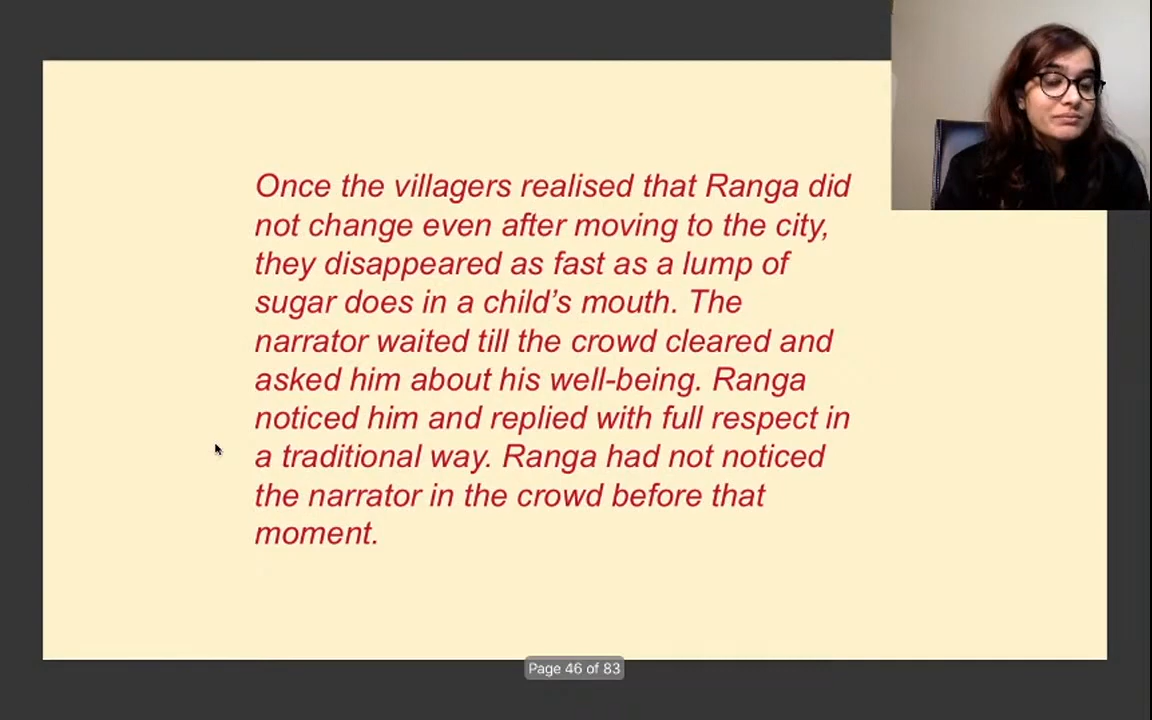 Once the villagers realised that Ranga did
not change even after moving to the city,
they disappeared as fast as a lump of
sugar does in a child's mouth. The
narrator waited till the crowd cleared and
asked him about his well-being. Ranga
noticed him and replied with full respect in
a traditional way. Ranga had not noticed
the narrator in the crowd before that
moment.
Page 46 of 83